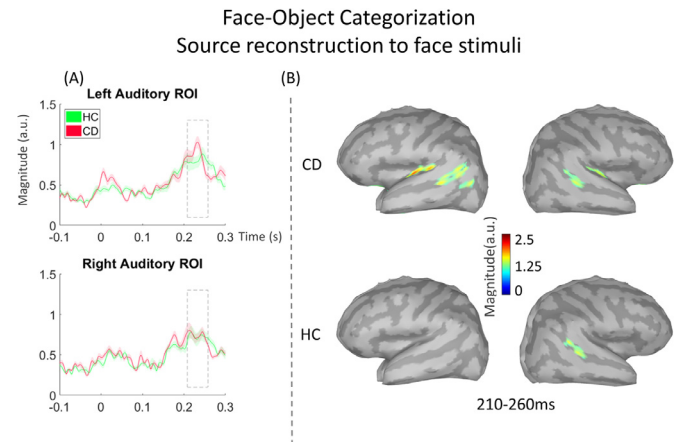 Face-Object Categorization
Source reconstruction to face stimuli
(A)
(B)
Left Auditory ROI
1.5
HC
CD
1
0.5
0
Magnitude (a.u.)
-0.1 0 0.1 0.2 0.3 Time (s)
Right Auditory ROI
1.5
1
0.5
0
-0.1 0 0.1 0.2 0.3
CD
Magnitude(a.u.)
2.5
1.25
0
HC
210-260ms